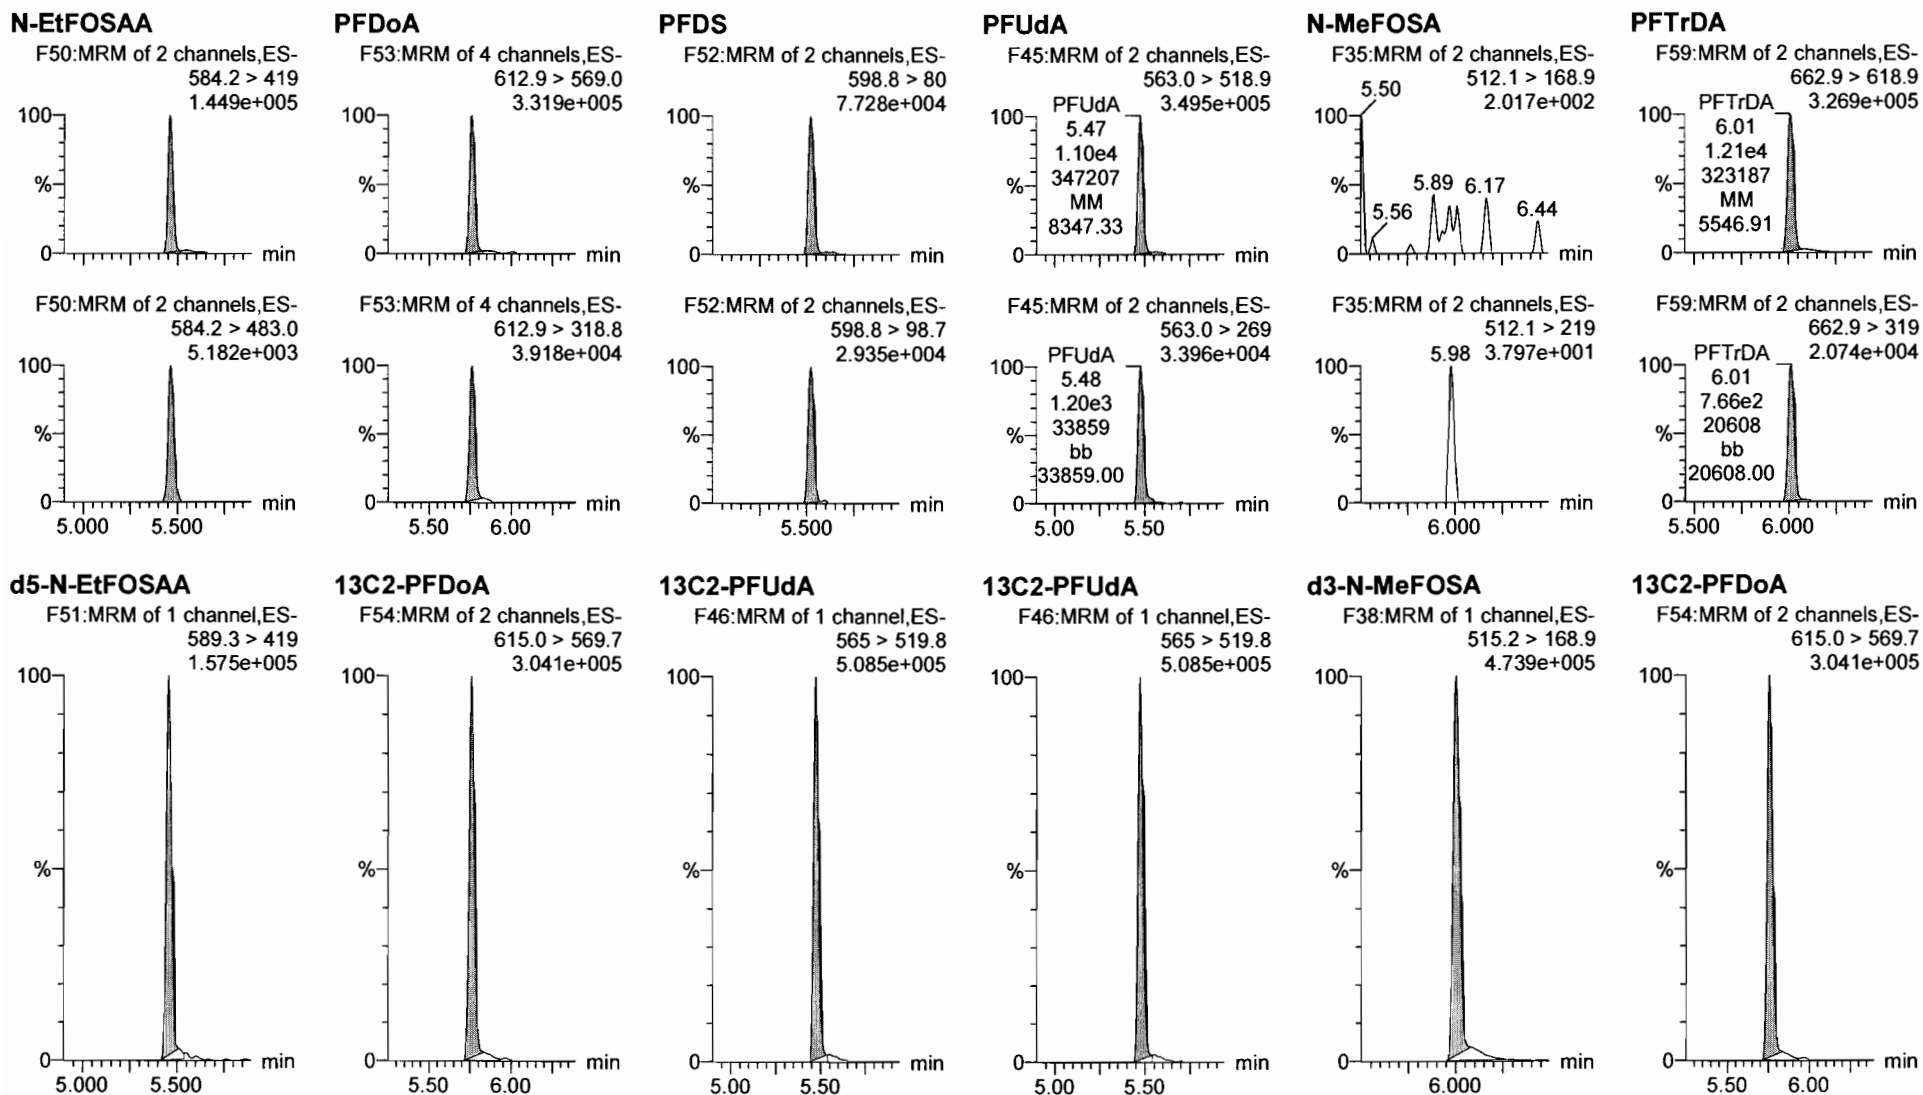 N-EtFOSAA
F50:MRM of 2 channels,ES-
584.2 > 419
1.449e+005
100
%
0
min
F50:MRM of 2 channels,ES-
584.2 > 483.0
5.182e+003
100
%
0
min
5.000 5.500
PFDoA
F53:MRM of 4 channels,ES-
612.9 > 569.0
3.319e+005
100
%
0
min
F53:MRM of 4 channels,ES-
612.9 > 318.8
3.918e+004
100
%
0
min
5.50 6.00
PFDS
F52:MRM of 2 channels,ES-
598.8 > 80
7.728e+004
100
%
0
min
F52:MRM of 2 channels,ES-
598.8 > 98.7
2.935e+004
100
%
0
min
5.500
PFUdA
F45:MRM of 2 channels,ES-
563.0 > 518.9
3.495e+005
PFUdA
5.47
1.10e4
347207
MM
8347.33
100
%
0
min
F45:MRM of 2 channels,ES-
563.0 > 269
3.396e+004
PFUdA
5.48
1.20e3
33859
bb
33859.00
100
%
0
min
5.00 5.50
N-MeFOSA
F35:MRM of 2 channels,ES-
512.1 > 168.9
2.017e+002
100
5.50
5.56
5.89
6.17
6.44
%
0
min
F35:MRM of 2 channels,ES-
512.1 > 219
5.98 3.797e+001
100
%
0
min
6.000
PFTrDA
F59:MRM of 2 channels,ES-
662.9 > 618.9
3.269e+005
PFTrDA
6.01
1.21e4
323187
MM
5546.91
100
%
0
min
F59:MRM of 2 channels,ES-
662.9 > 319
2.074e+004
PFTrDA
6.01
7.66e2
20608
bb
20608.00
100
%
0
min
5.500 6.000
d5-N-EtFOSAA
F51:MRM of 1 channel,ES-
589.3 > 419
1.575e+005
100
%
0
min
5.000 5.500
13C2-PFDoA
F54:MRM of 2 channels,ES-
615.0 > 569.7
3.041e+005
100
%
0
min
5.50 6.00
13C2-PFUdA
F46:MRM of 1 channel,ES-
565 > 519.8
5.085e+005
100
%
0
min
5.00 5.50
13C2-PFUdA
F46:MRM of 1 channel,ES-
565 > 519.8
5.085e+005
100
%
0
min
5.00 5.50
d3-N-MeFOSA
F38:MRM of 1 channel,ES-
515.2 > 168.9
4.739e+005
100
%
0
min
6.000
13C2-PFDoA
F54:MRM of 2 channels,ES-
615.0 > 569.7
3.041e+005
100
%
0
min
5.50 6.00